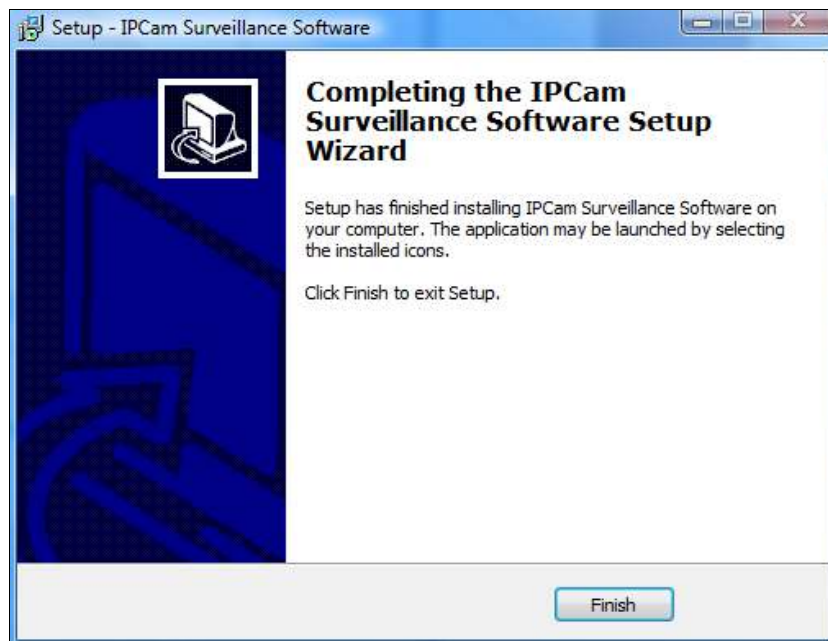 Setup - IPCam Surveillance Software
Completing the IPCam
Surveillance Software Setup
Wizard
Setup has finished installing IPCam Surveillance Software on
your computer. The application may be launched by selecting
the installed icons.
Click Finish to exit Setup.
Finish